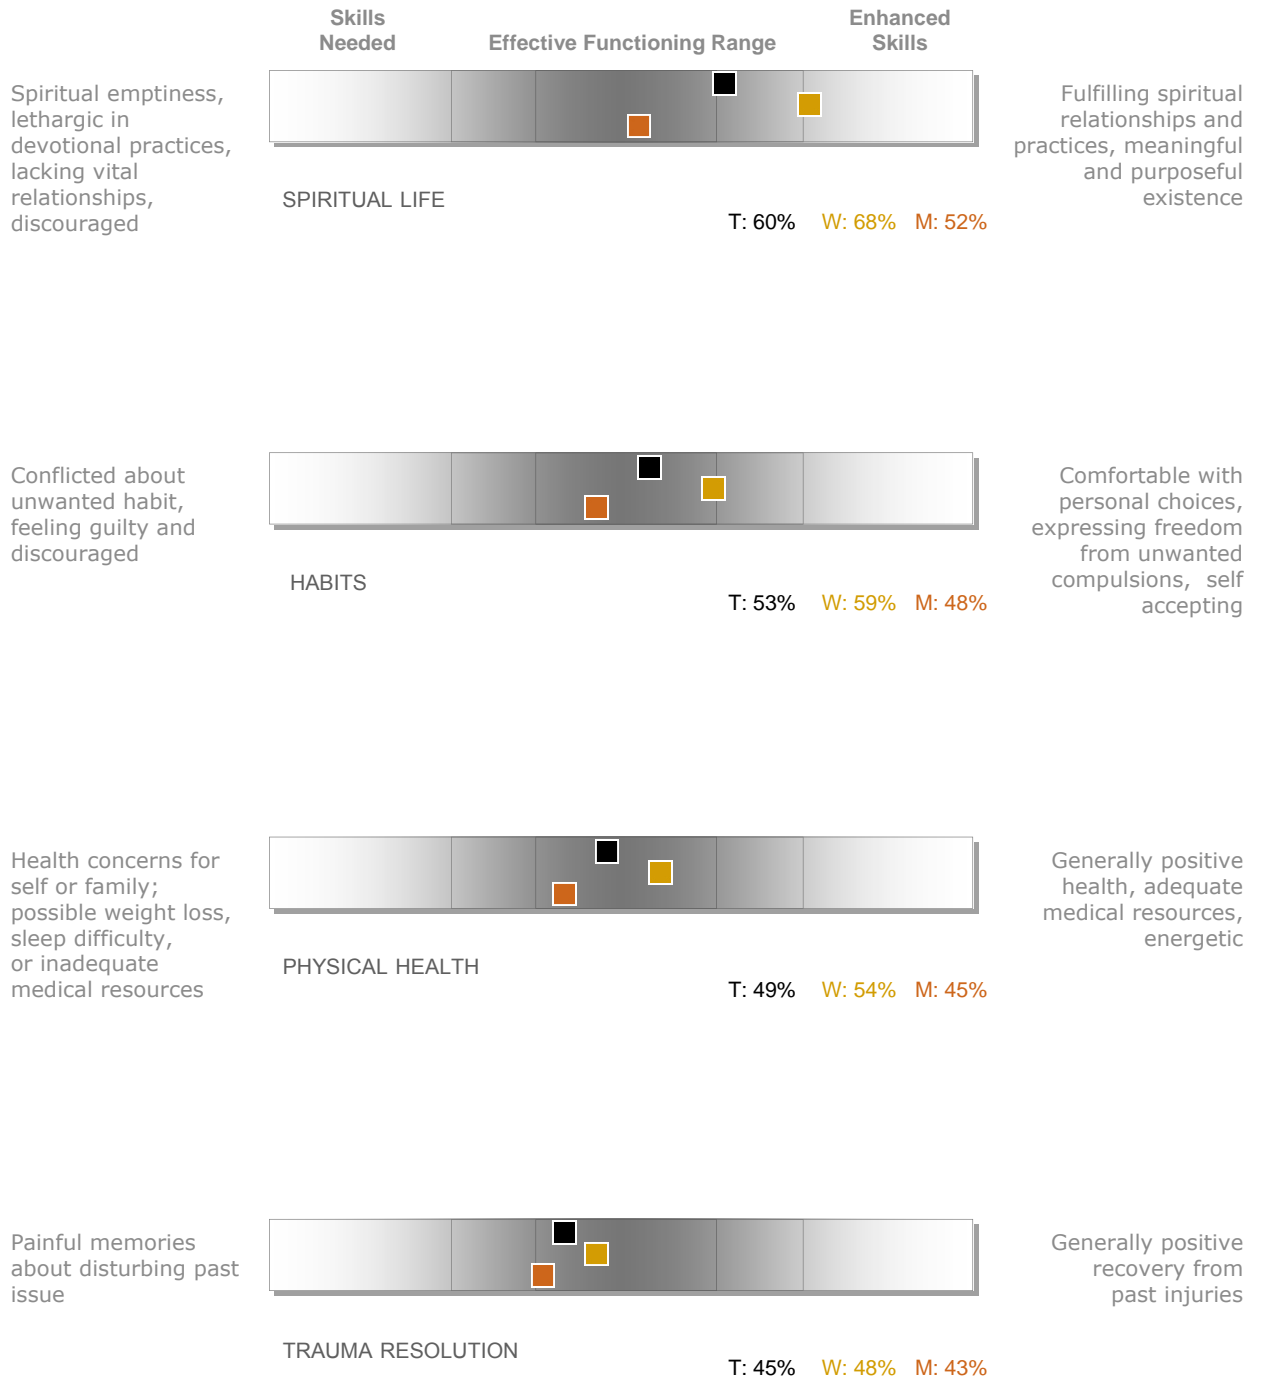 Skills
Needed
Effective Functioning Range
Enhanced
Skills
Spiritual emptiness,
lethargic in
devotional practices,
lacking vital
relationships,
discouraged
Fulfilling spiritual
relationships and
practices, meaningful
and purposeful
existence
SPIRITUAL LIFE
T: 60% W: 68% M: 52%
Conflicted about
unwanted habit,
feeling guilty and
discouraged
Comfortable with
personal choices,
expressing freedom
from unwanted
compulsions, self
accepting
HABITS
T: 53% W: 59% M: 48%
Health concerns for
self or family;
possible weight loss,
sleep difficulty,
or inadequate
medical resources
Generally positive
health, adequate
medical resources,
energetic
PHYSICAL HEALTH
T: 49% W: 54% M: 45%
Painful memories
about disturbing past
issue
Generally positive
recovery from
past injuries
TRAUMA RESOLUTION
T: 45% W: 48% M: 43%